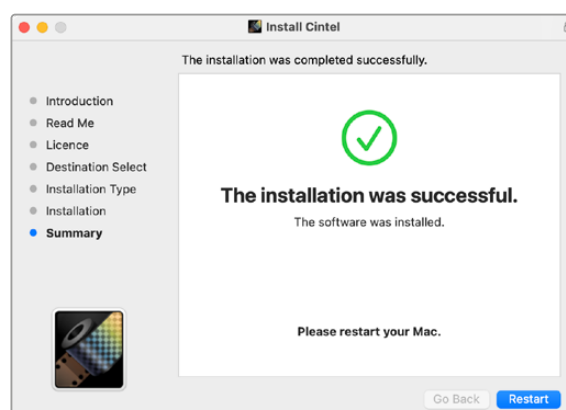 Install Cintel
The installation was completed successfully.
Introduction
Read Me
Licence
Destination Select
Installation Type
Installation
Summary
The installation was successful.
The software was installed.
Please restart your Mac.
Go Back
Restart